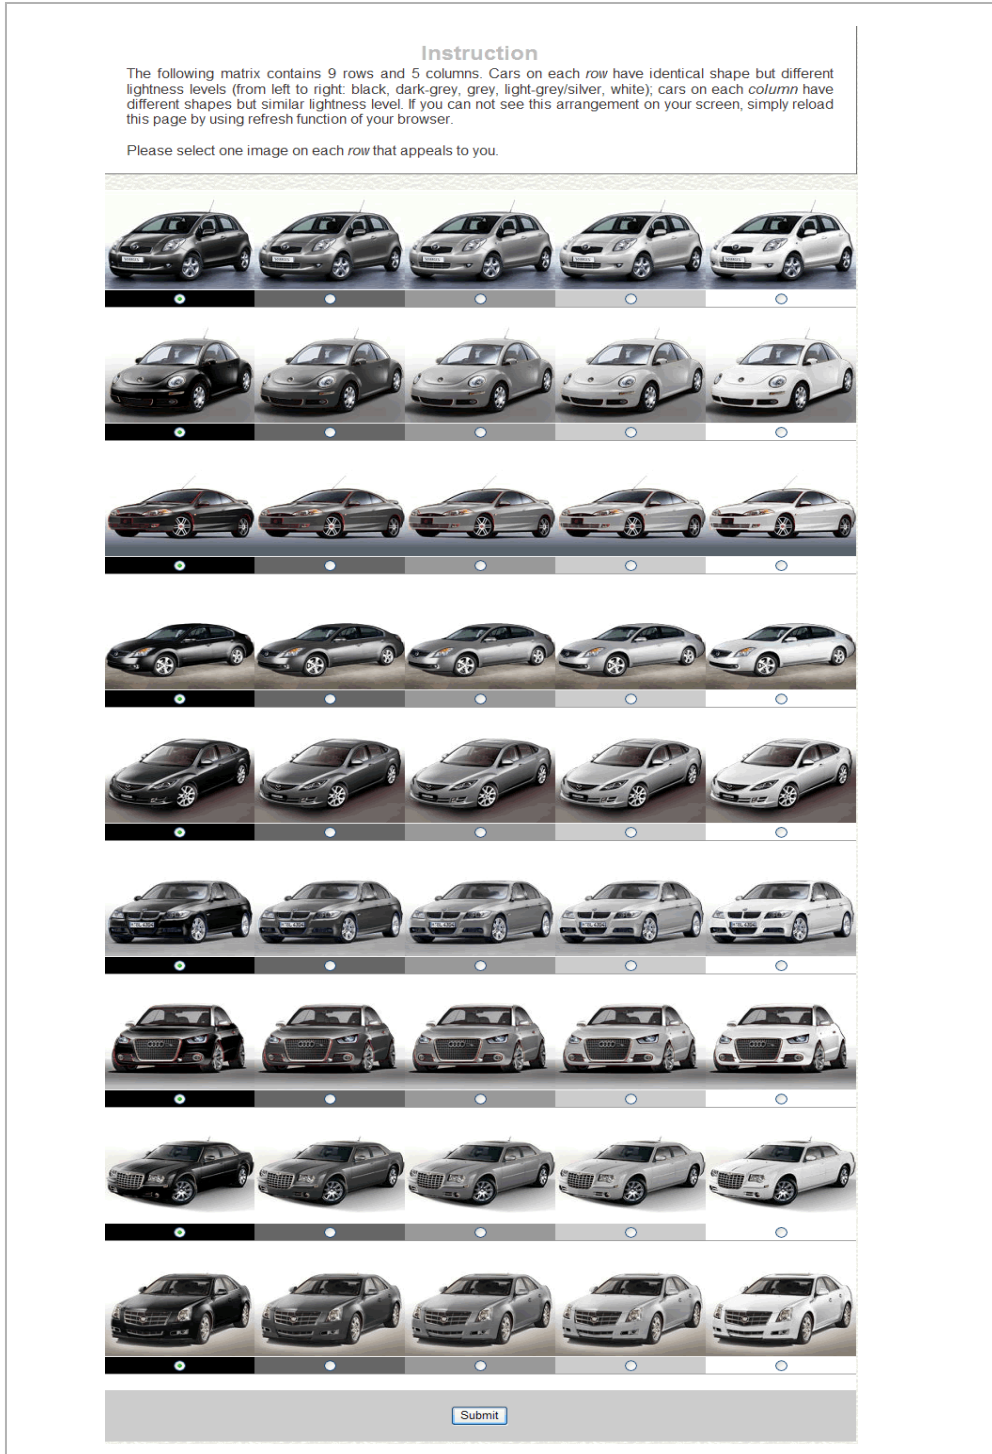 Instruction
The following matrix contains 9 rows and 5 columns. Cars on each row have identical shape but different
lightness levels (from left to right: black, dark-grey, grey, light-grey/silver, white); cars on each column have
different shapes but similar lightness level. If you can not see this arrangement on your screen, simply reload
this page by using refresh function of your browser.
Please select one image on each row that appeals to you.
Submit